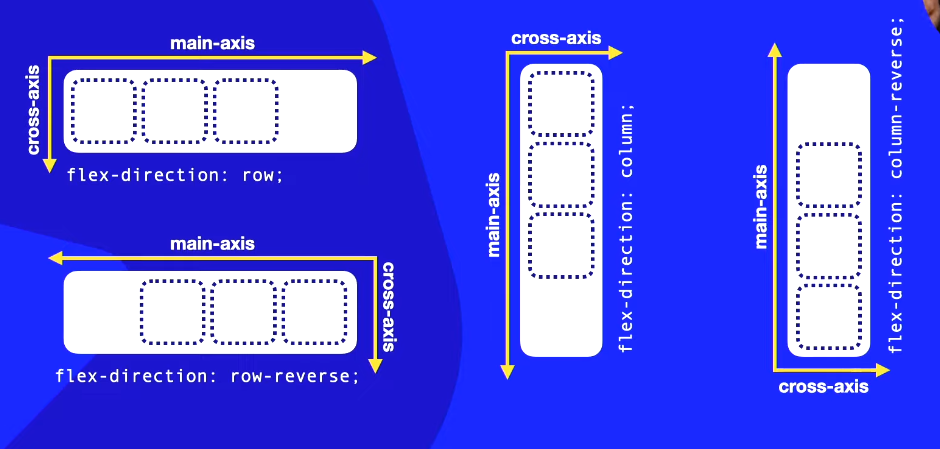 main-axis
cross-axis
flex-direction: row;
main-axis
cross-axis
flex-direction: row-reverse;
cross-axis
main-axis
flex-direction: column;
main-axis
cross-axis
flex-direction: column-reverse;